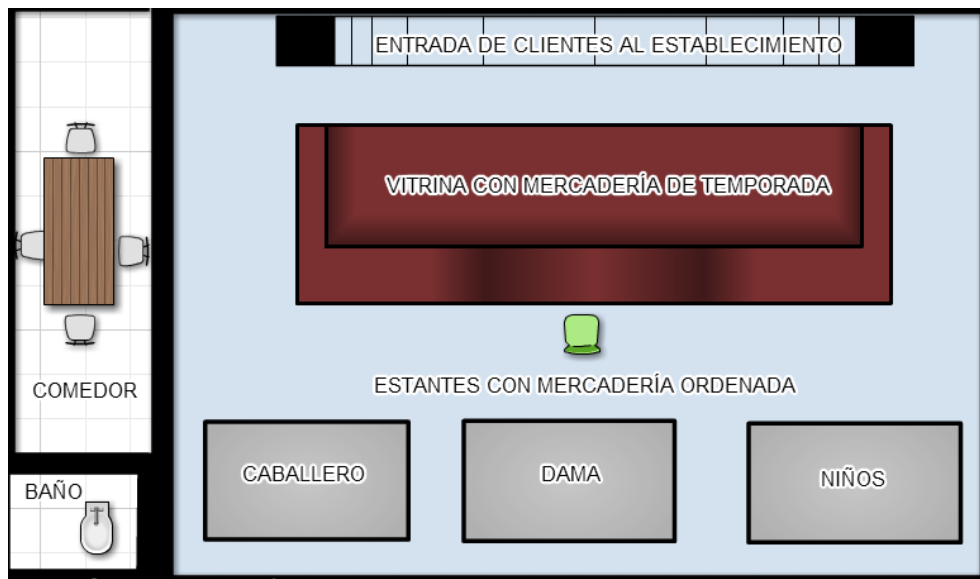 ENTRADA DE CLIENTES AL ESTABLECIMIENTO
VITRINA CON MERCADERÍA DE TEMPORADA
ESTANTES CON MERCADERÍA ORDENADA
COMEDOR
CABALLERO
DAMA
NIÑOS
BAÑO